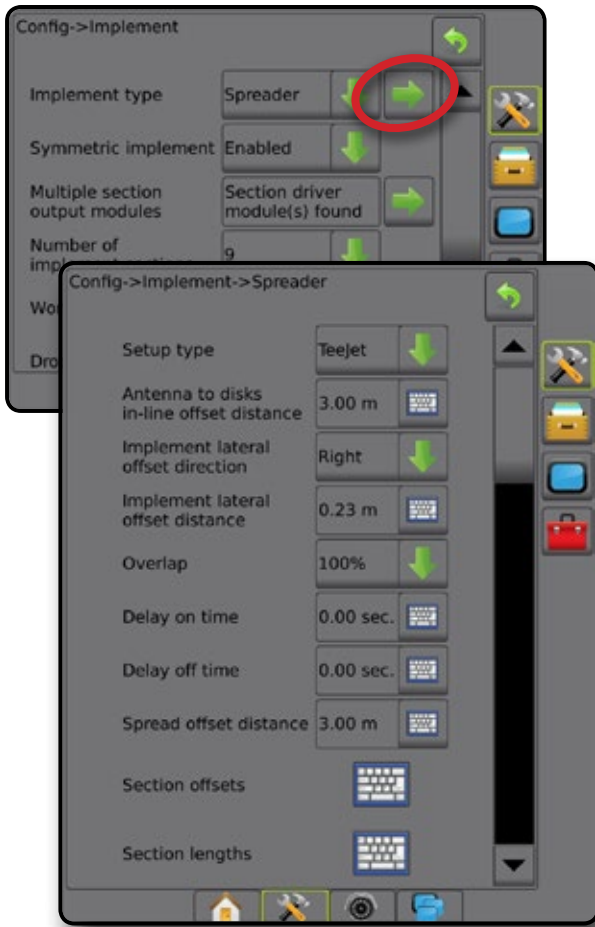 Config->Implement
Implement type Spreader
Symmetric implement Enabled
Multiple section
output modules
Section driver
module(s) found
Number of
9
Config->Implement->Spreader
Setup type TeeJet
Antenna to disks
in-line offset distance
3.00 m
Implement lateral
offset direction
Right
Implement lateral
offset distance
0.23 m
Overlap 100%
Delay on time 0.00 sec.
Delay off time 0.00 sec.
Spread offset distance 3.00 m
Section offsets
Section lengths